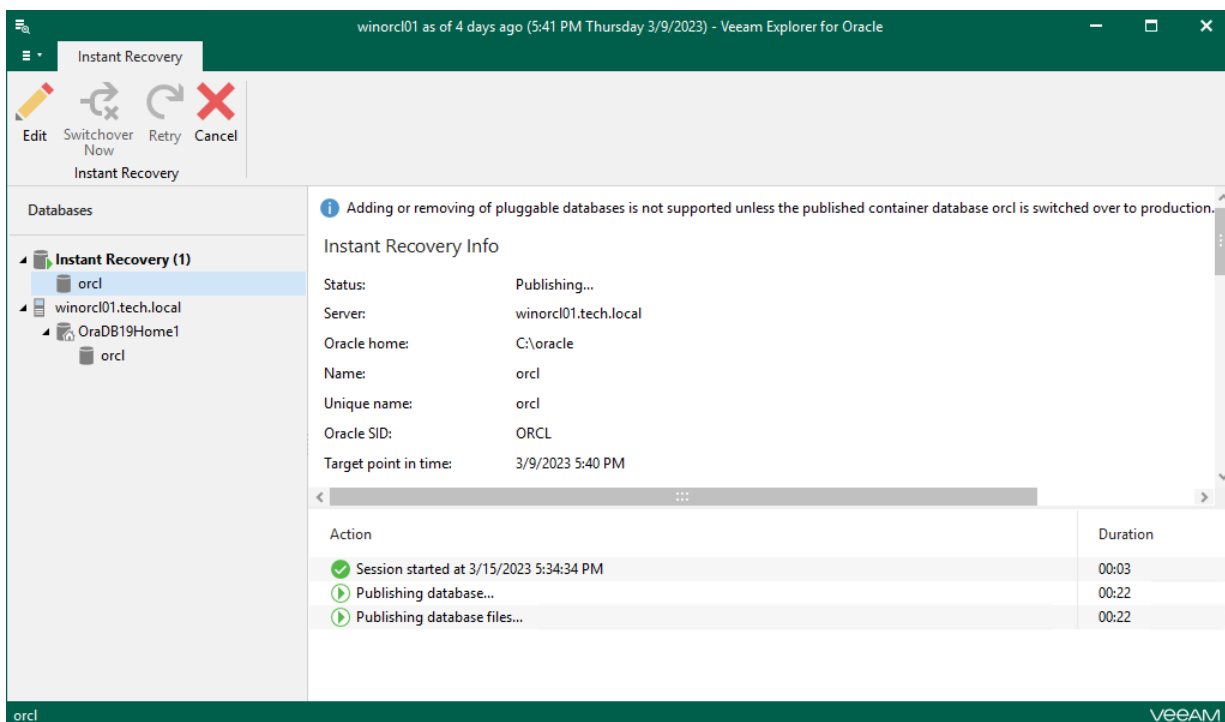 winorcl01 as of 4 days ago (5:41 PM Thursday 3/9/2023) - Veeam Explorer for Oracle
Instant Recovery
Edit
Switchover Now
Retry
Cancel
Instant Recovery
Databases
Instant Recovery (1)
orcl
winorcl01.tech.local
OraDB19Home1
orcl
Adding or removing of pluggable databases is not supported unless the published container database orcl is switched over to production.
Instant Recovery Info
Status: Publishing...
Server: winorcl01.tech.local
Oracle home: C:\oracle
Name: orcl
Unique name: orcl
Oracle SID: ORCL
Target point in time: 3/9/2023 5:40 PM
Action Duration
Session started at 3/15/2023 5:34:34 PM 00:03
Publishing database... 00:22
Publishing database files... 00:22
orcl
veeam